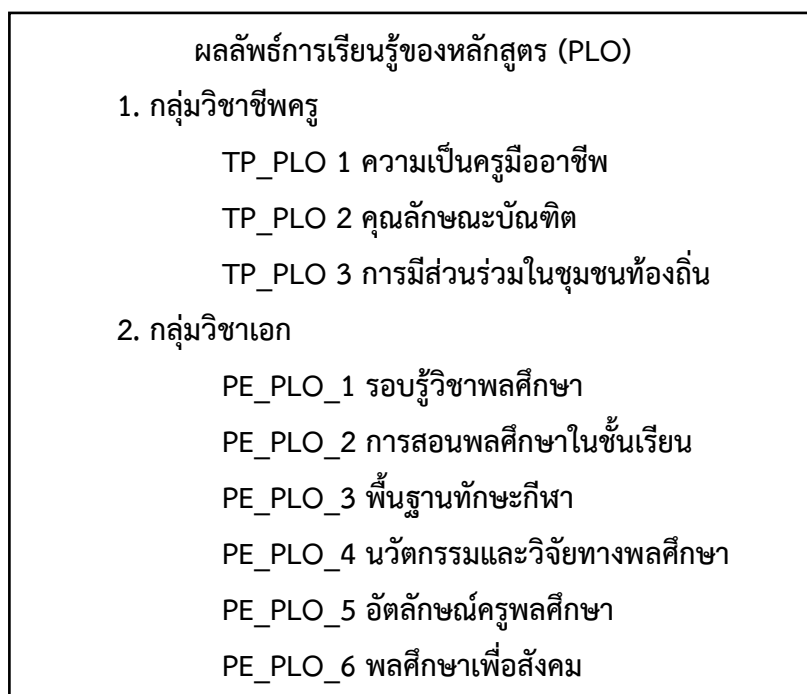 ผลลัพธ์การเรียนรู้ของหลักสูตร (PLO)
1. กลุ่มวิชาชีพครู
TP_PLO 1 ความเป็นครูมืออาชีพ
TP_PLO 2 คุณลักษณะบัณฑิต
TP_PLO 3 การมีส่วนร่วมในชุมชนท้องถิ่น
2. กลุ่มวิชาเอก
PE_PLO_1 รอบรู้วิชาพลศึกษา
PE_PLO_2 การสอนพลศึกษาในชั้นเรียน
PE_PLO_3 พื้นฐานทักษะกีฬา
PE_PLO_4 นวัตกรรมและวิจัยทางพลศึกษา
PE_PLO_5 อัตลักษณ์ครูพลศึกษา
PE_PLO_6 พลศึกษาเพื่อสังคม